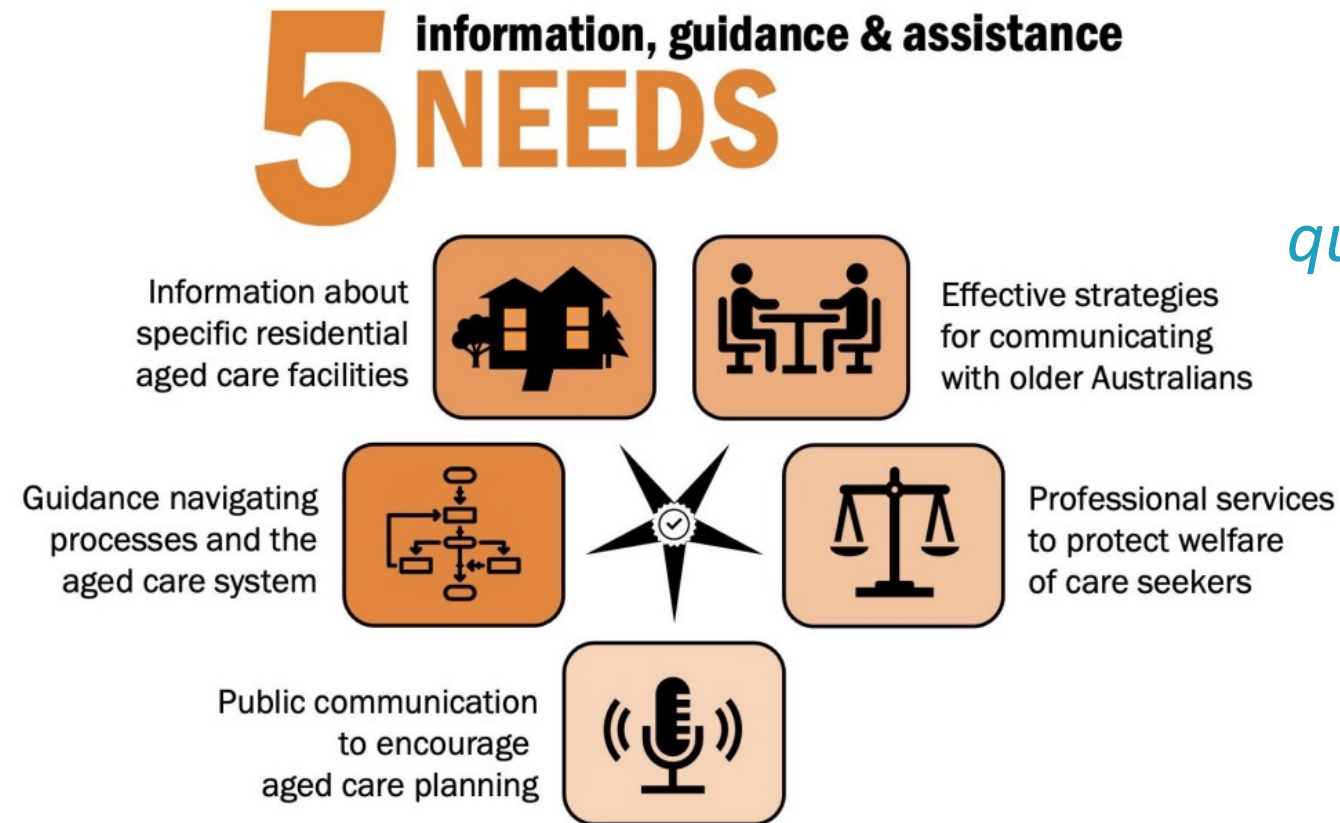 5 information, guidance & assistance
NEEDS
Information about
specific residential
aged care facilities
Effective strategies
for communicating
with older Australians
Guidance navigating
processes and the
aged care system
Professional services
to protect welfare
of care seekers
Public communication
to encourage
aged care planning